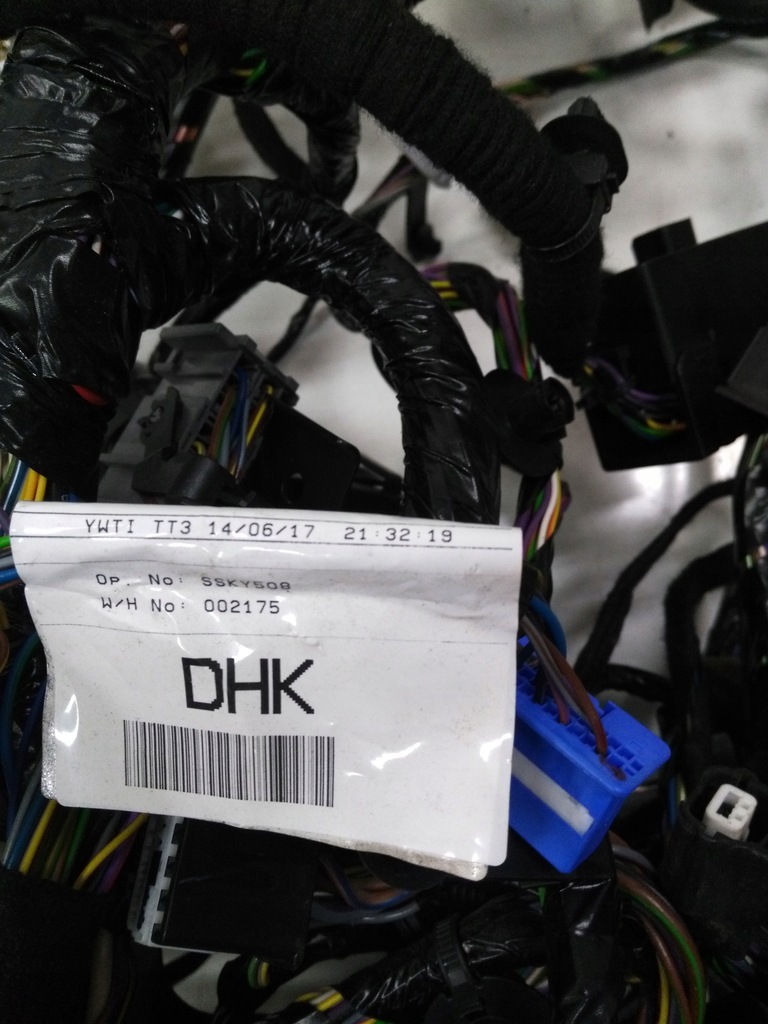 YWTI TT3 14/06/17 21:32:19
Op. No: SSKY508
W/H No: 002175
DHK